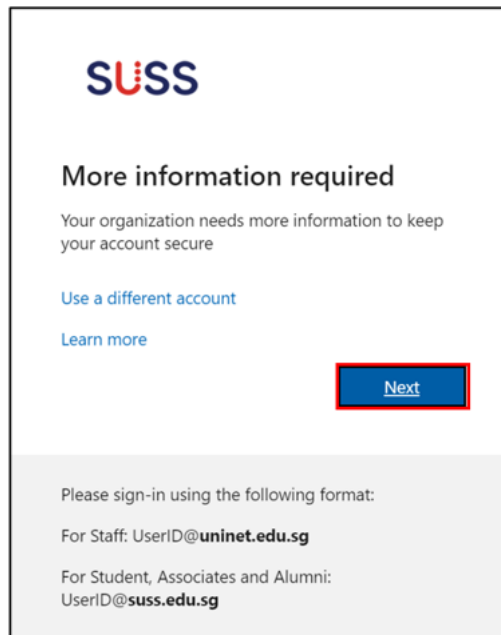 SUSS
More information required
Your organization needs more information to keep
your account secure
Use a different account
Learn more
Next
Please sign-in using the following format:
For Staff: UserID@uninet.edu.sg
For Student, Associates and Alumni:
UserID@suss.edu.sg